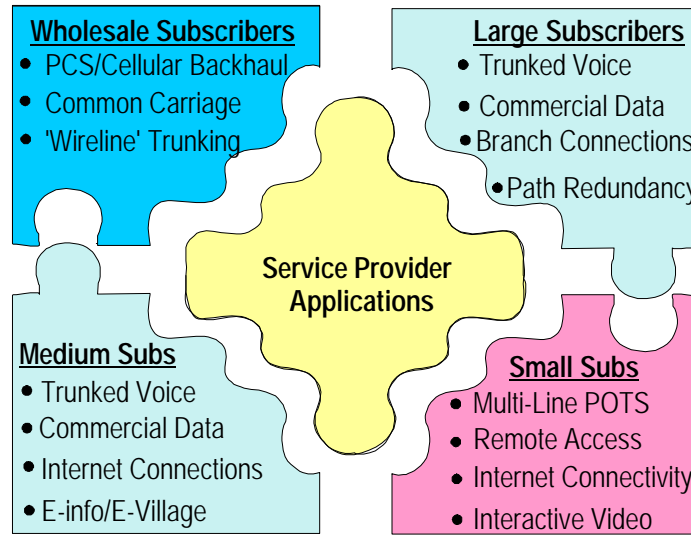 Wholesale Subscribers
• PCS/Cellular Backhaul
• Common Carriage
• 'Wireline' Trunking
Large Subscribers
• Trunked Voice
• Commercial Data
• Branch Connections
• Path Redundancy
Service Provider
Applications
Medium Subs
• Trunked Voice
• Commercial Data
• Internet Connections
• E-info/E-Village
Small Subs
• Multi-Line POTS
• Remote Access
• Internet Connectivity
• Interactive Video